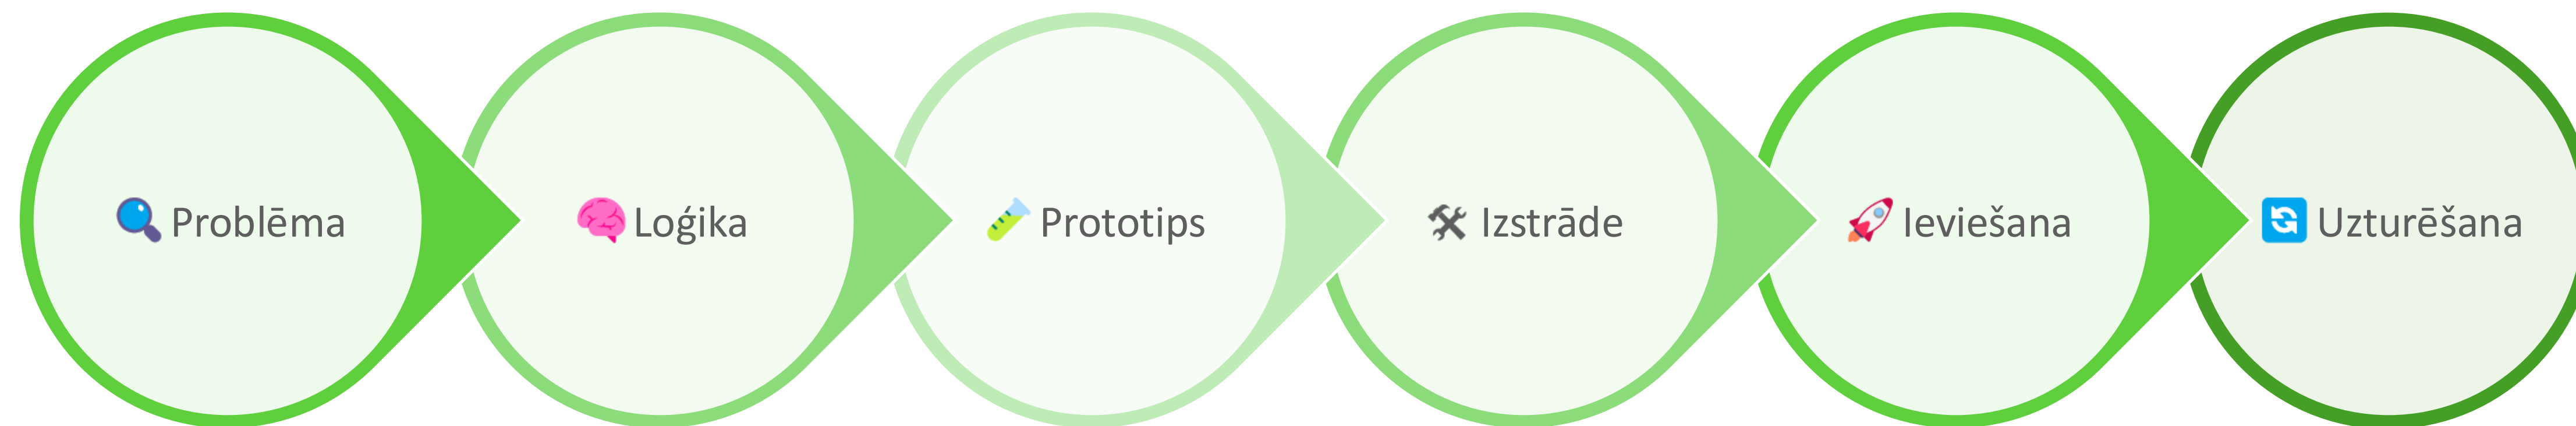 🔍 Problēma
🧠 Loģika
🧪 Prototips
🛠 Izstrāde
🚀 Ieviešana
🔄 Uzturēšana